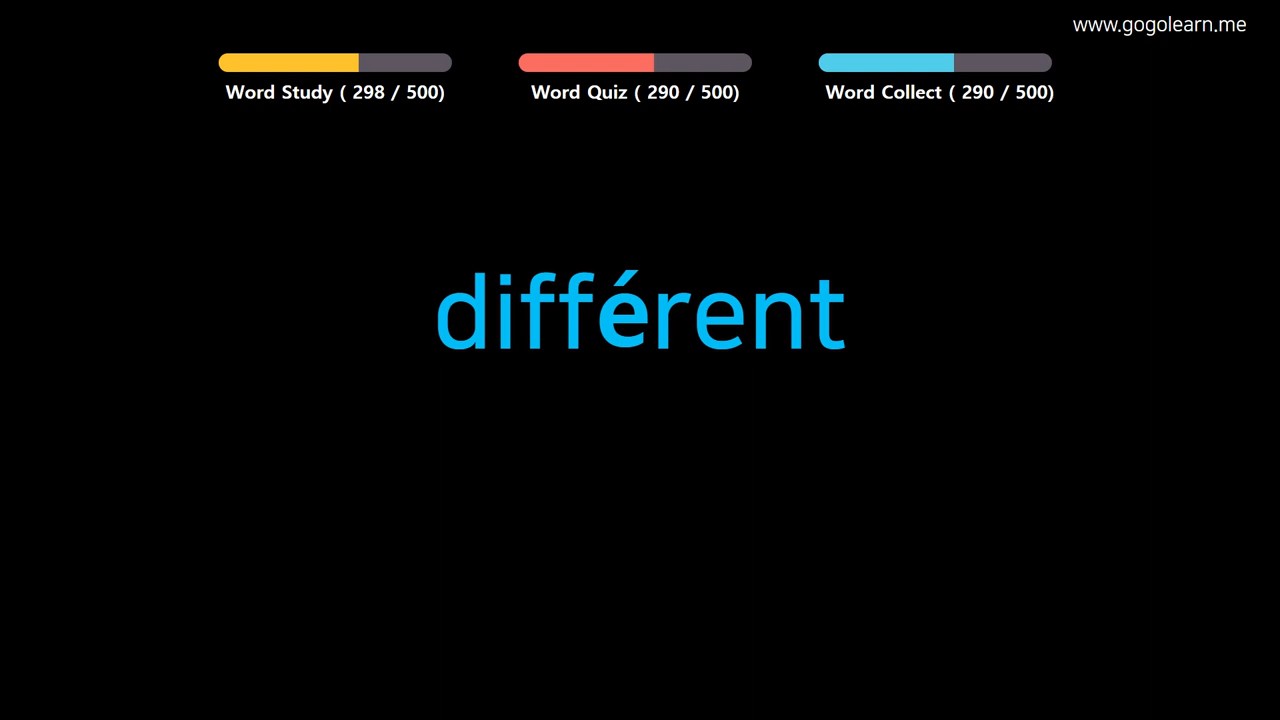 www.gogolearn.me
Word Study ( 298 / 500)
Word Quiz ( 290 / 500)
Word Collect ( 290 / 500)
différent